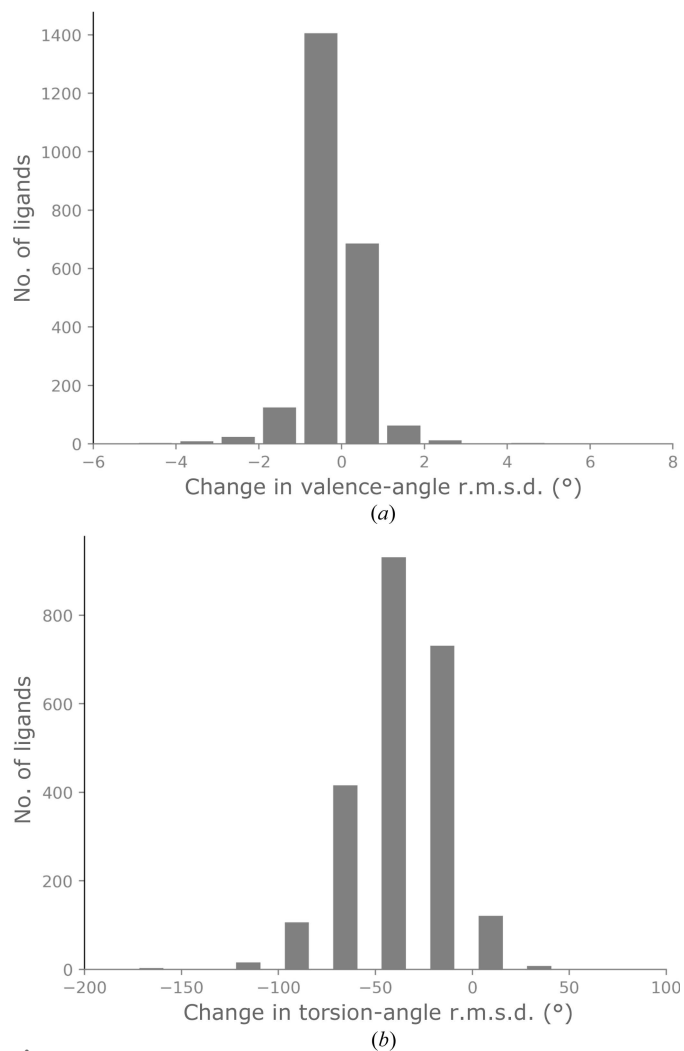 1400
1200
1000
800
600
400
200
0
No. of ligands
−6 −4 −2 0 2 4 6 8
Change in valence-angle r.m.s.d. (°)
(a)
800
600
400
200
0
No. of ligands
−200 −150 −100 −50 0 50 100
Change in torsion-angle r.m.s.d. (°)
(b)